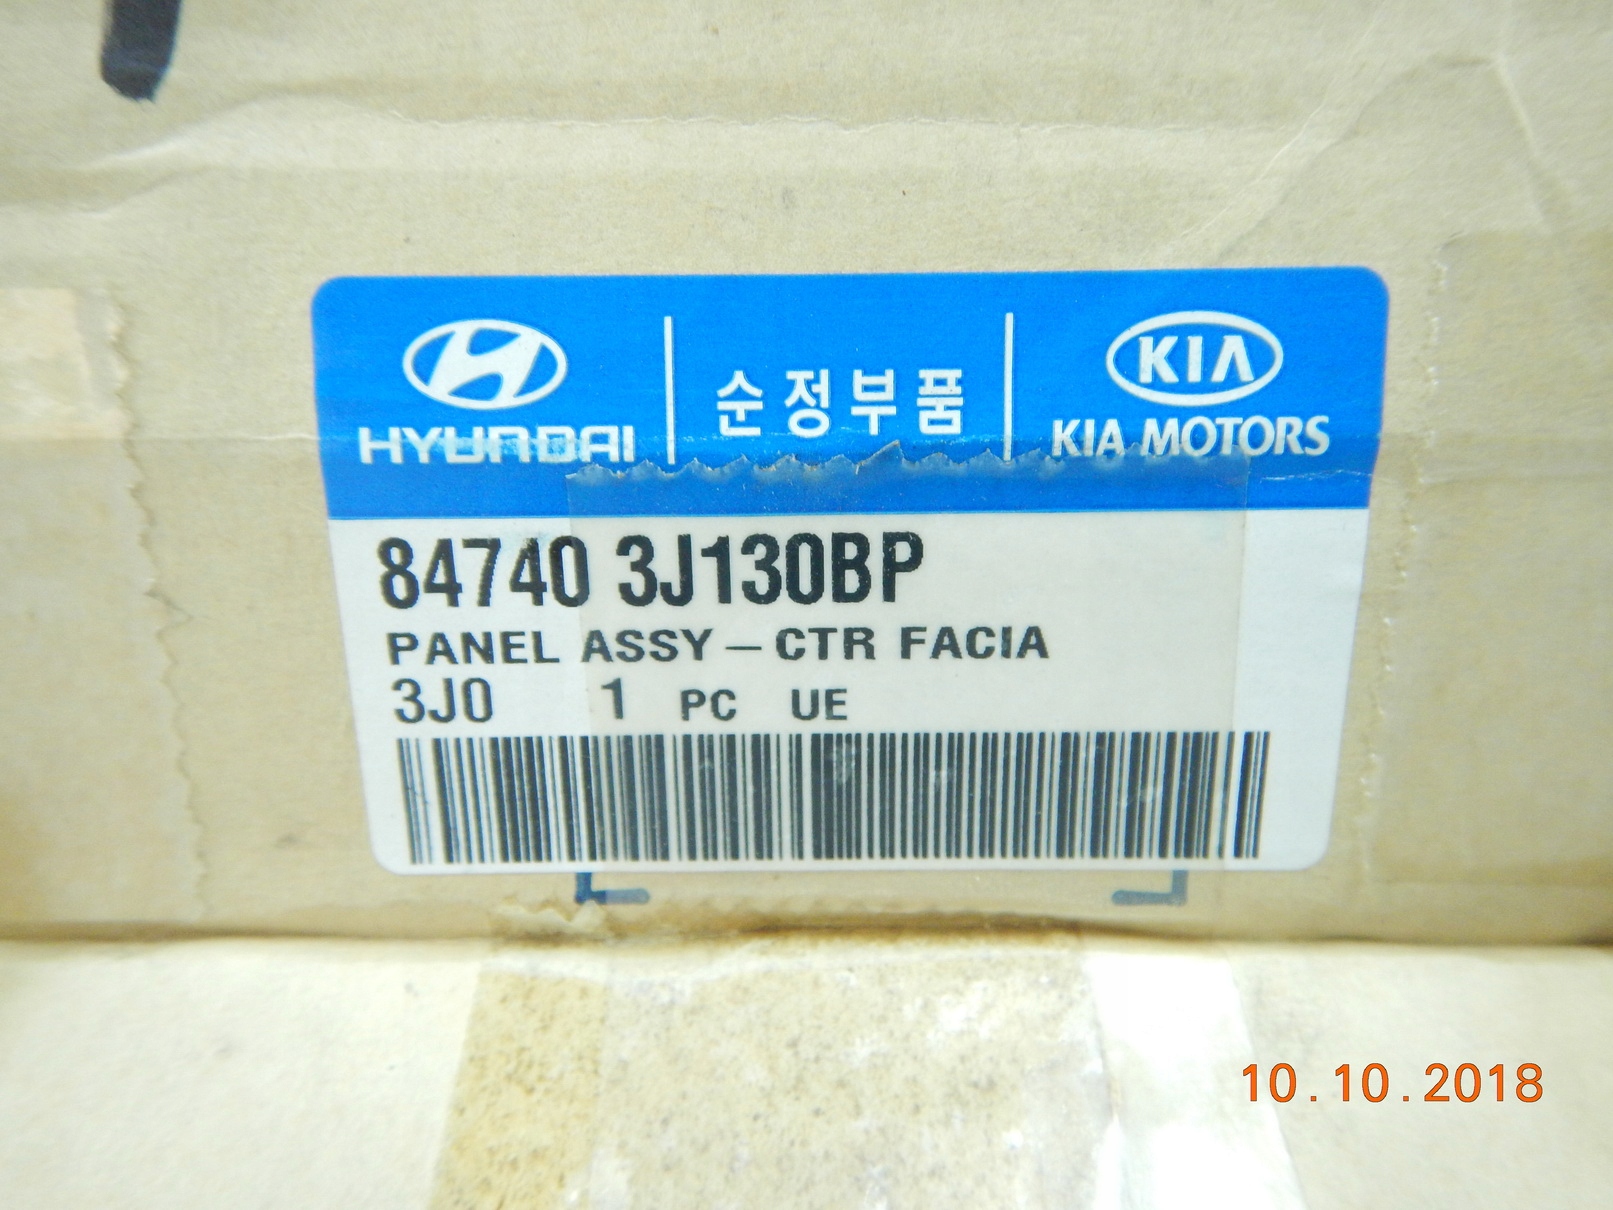 HYUNDAI
순정부품
KIA
KIA MOTORS
84740 3J130BP
PANEL ASSY-CTR FACIA
3J0 1 PC UE
10.10.2018